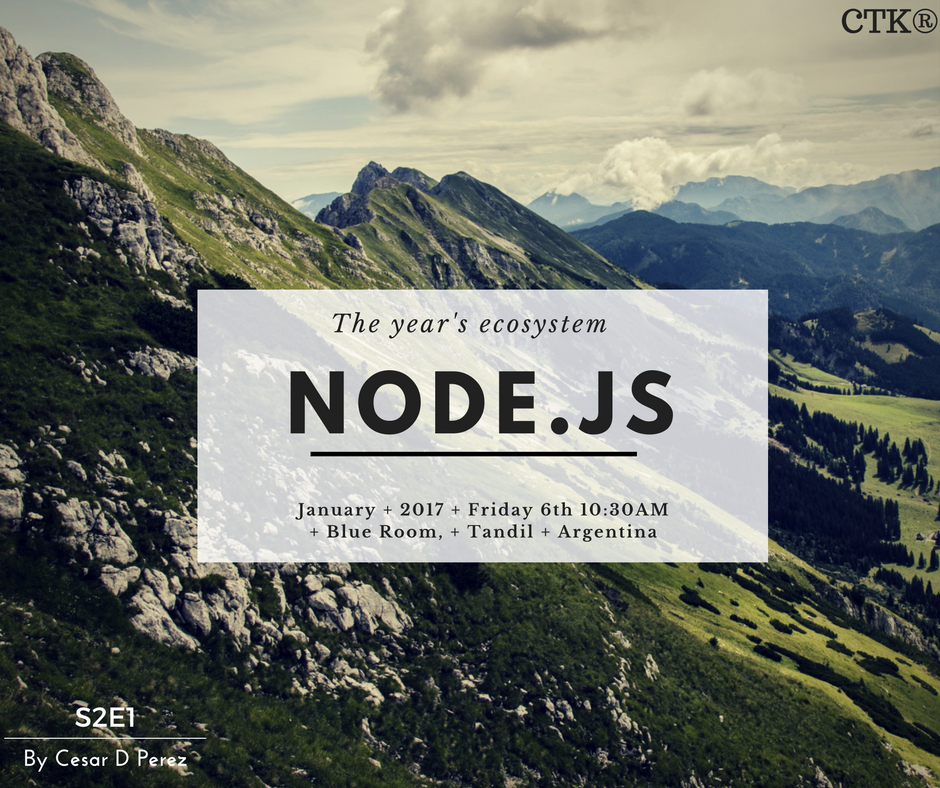 CTK®
The year's ecosystem
NODE.JS
January + 2017 + Friday 6th 10:30AM
+ Blue Room, + Tandil + Argentina
S2E1
By Cesar D Perez